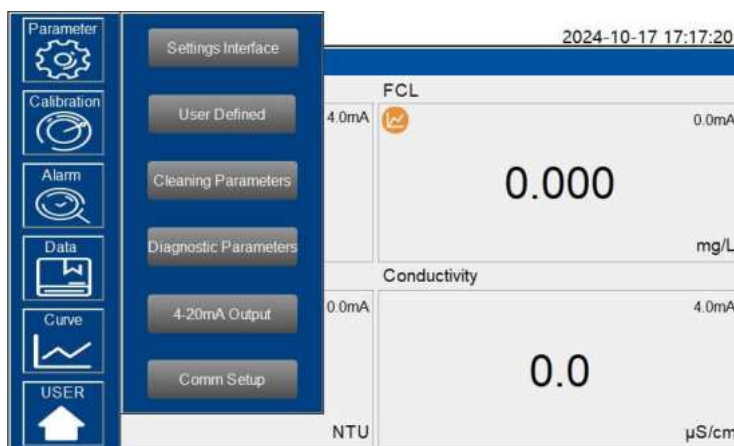 Parameter
Calibration
Alarm
Data
Curve
USER
Settings Interface
User Defined
Cleaning Parameters
Diagnostic Parameters
4-20mA Output
Comm Setup
2024-10-17 17:17:20
4.0mA
FCL
0.0mA
0.000
mg/L
0.0mA
NTU
Conductivity
4.0mA
0.0
µS/cm